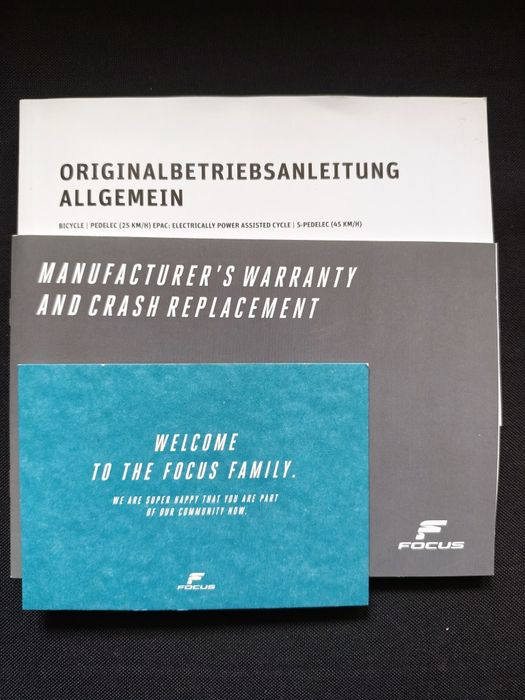 ORIGINALBETRIEBSANLEITUNG
ALLGEMEIN
BICYCLE | PEDELEC (25 KM/H) EPAC: ELECTRICALLY POWER ASSISTED CYCLE | S-PEDELEC (45 KM/H)
MANUFACTURER'S WARRANTY
AND CRASH REPLACEMENT
WELCOME
TO THE FOCUS FAMILY.
WE ARE SUPER HAPPY THAT YOU ARE PART
OF OUR COMMUNITY NOW.
FOCUS
FOCUS